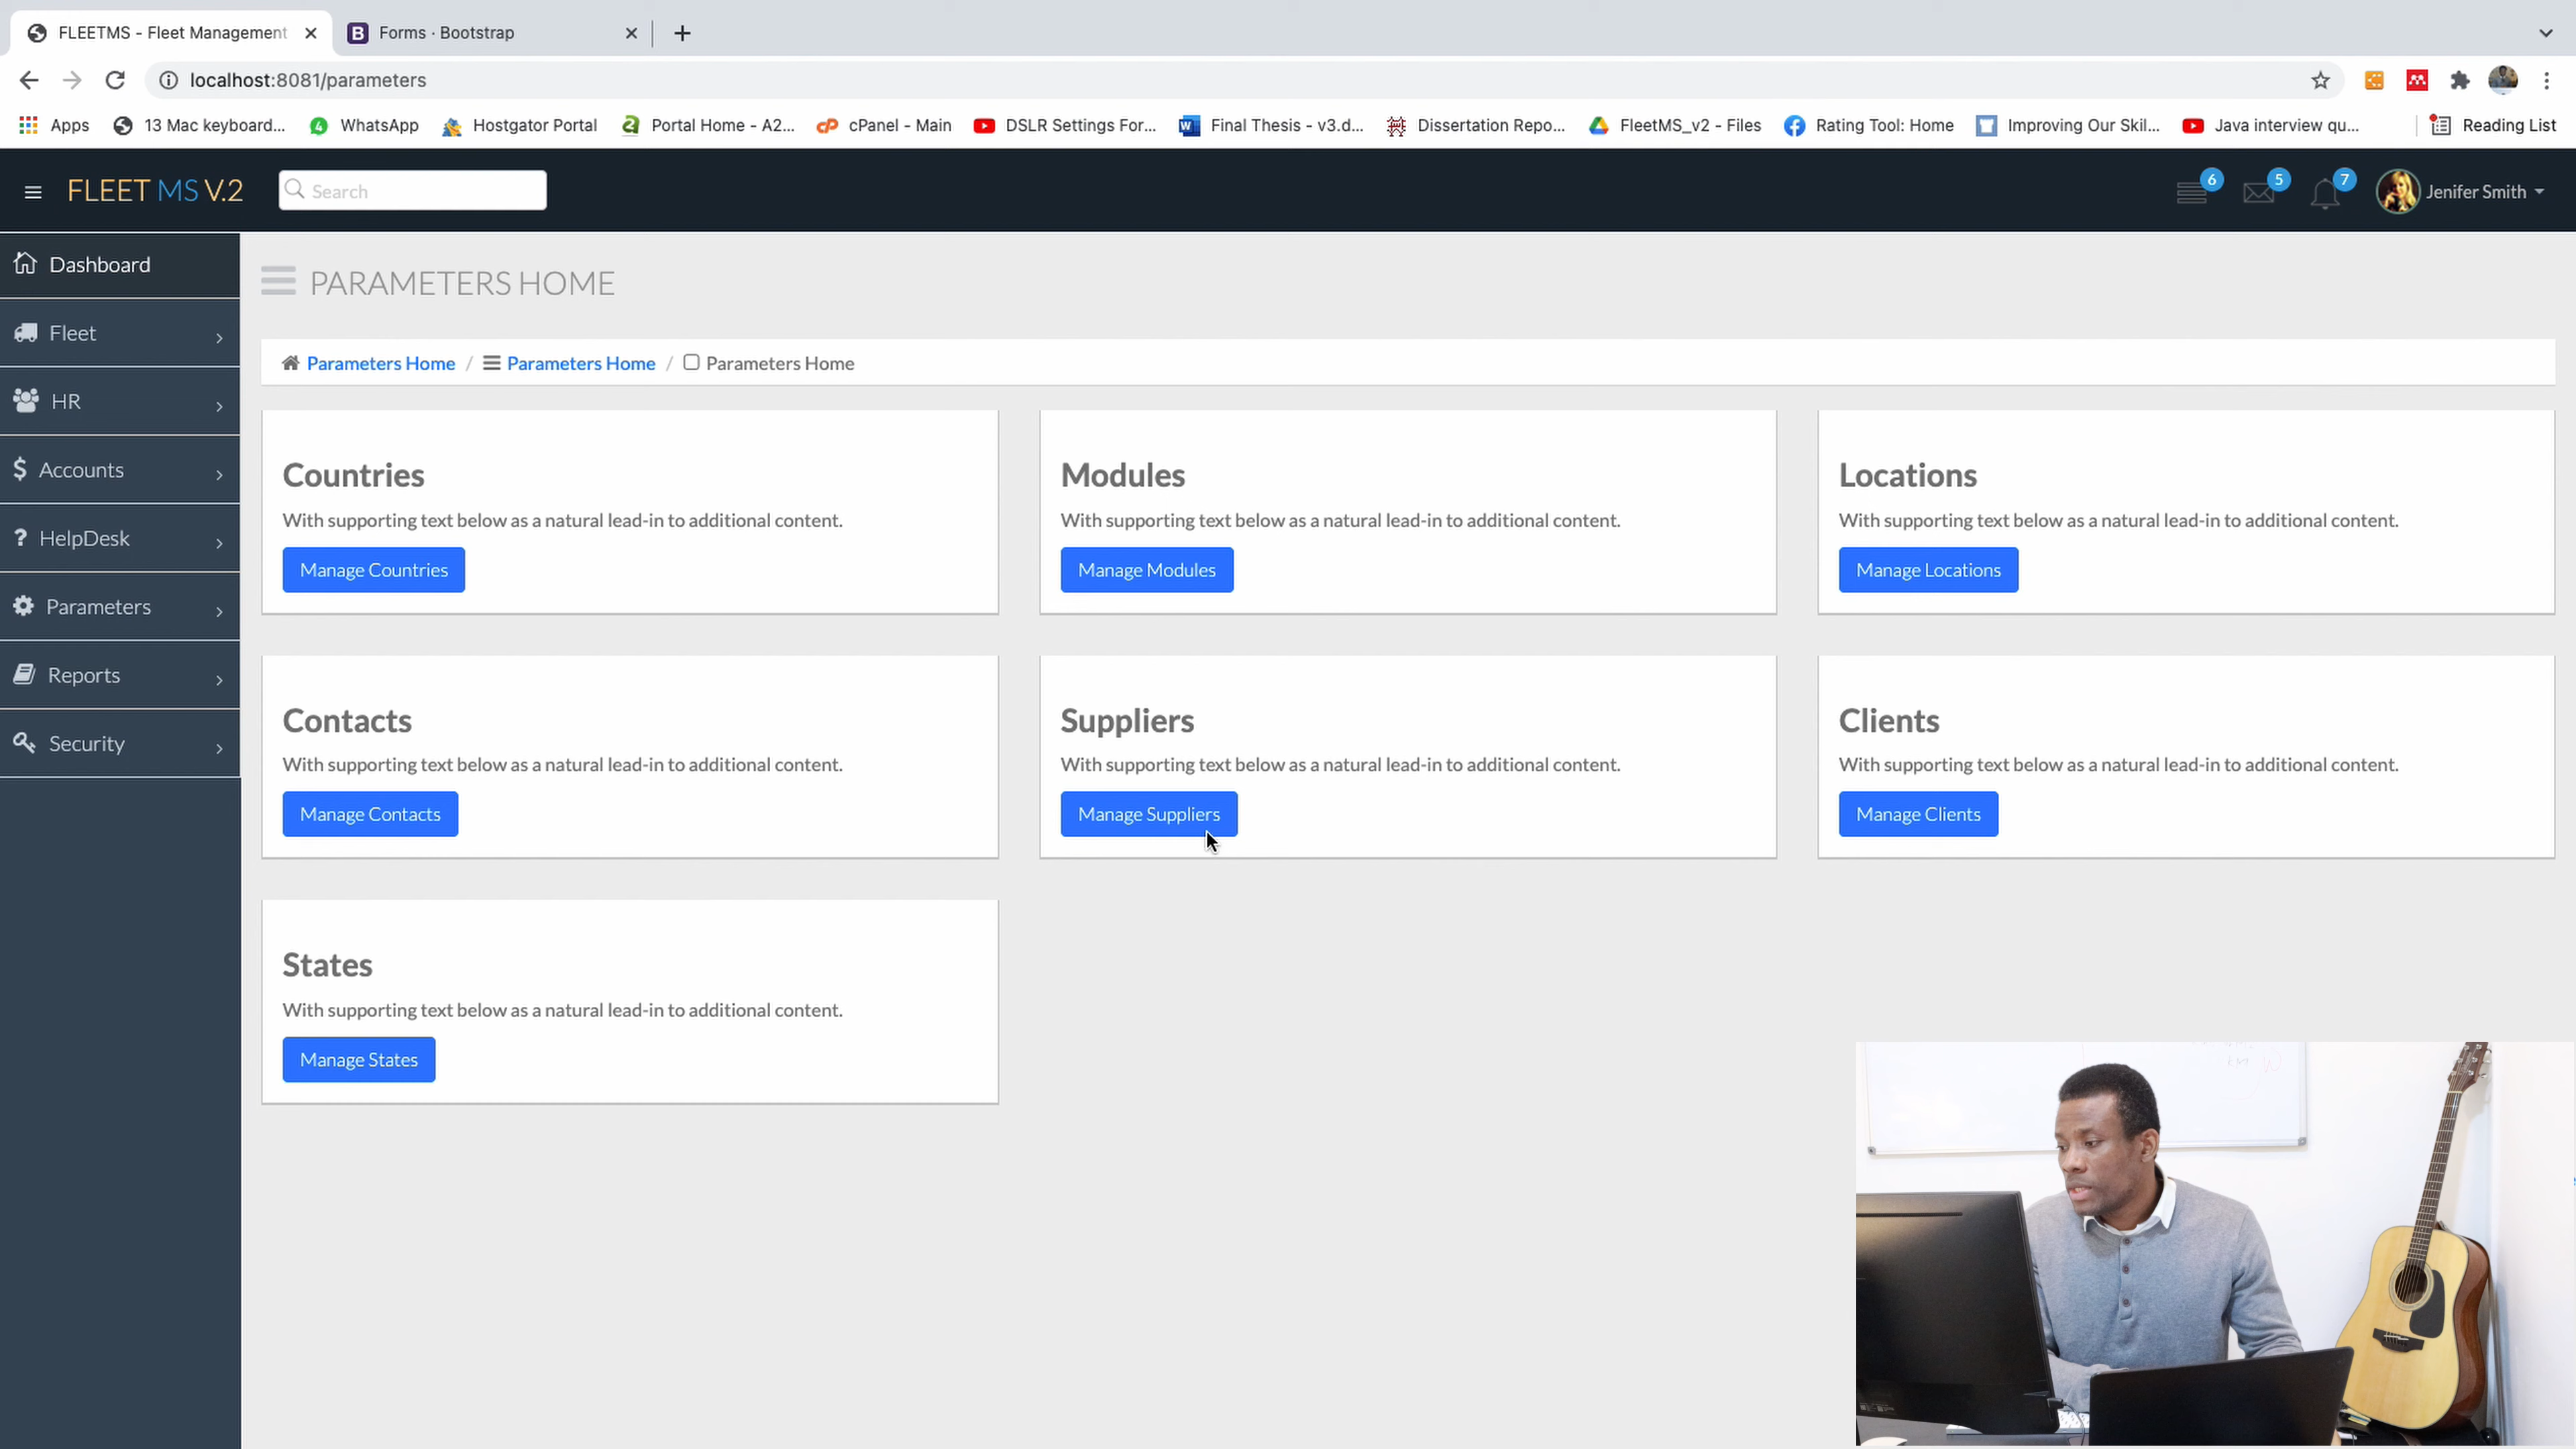 FLEETMS - Fleet Management
Forms · Bootstrap
localhost:8081/parameters
Apps
13 Mac keyboard...
WhatsApp
Hostgator Portal
Portal Home - A2...
cPanel - Main
DSLR Settings For...
Final Thesis - v3.d...
Dissertation Repo...
FleetMS_v2 - Files
Rating Tool: Home
Improving Our Skil...
Java interview qu...
Reading List
FLEET MS V.2
Search
6
5
7
Jenifer Smith
Dashboard
Fleet
HR
Accounts
HelpDesk
Parameters
Reports
Security
PARAMETERS HOME
Parameters Home / Parameters Home / Parameters Home
Countries
With supporting text below as a natural lead-in to additional content.
Manage Countries
Modules
With supporting text below as a natural lead-in to additional content.
Manage Modules
Locations
With supporting text below as a natural lead-in to additional content.
Manage Locations
Contacts
With supporting text below as a natural lead-in to additional content.
Manage Contacts
Suppliers
With supporting text below as a natural lead-in to additional content.
Manage Suppliers
Clients
With supporting text below as a natural lead-in to additional content.
Manage Clients
States
With supporting text below as a natural lead-in to additional content.
Manage States